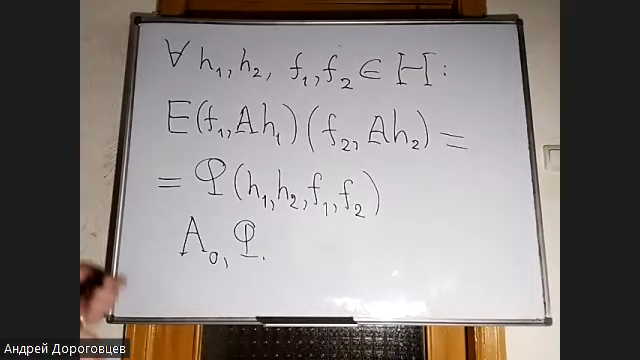 ∀ h₁, h₂, f₁, f₂ ∈ H:
E(f₁, Ah₁)(f₂, Ah₂) =
= Φ(h₁, h₂, f₁, f₂)
A₀, Φ.
Андрей Дороговцев